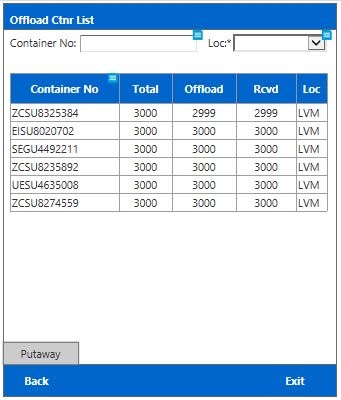 Offload Ctnr List
Container No: Loc:*
Container No Total Offload Rcvd Loc
ZCSU8325384 3000 2999 2999 LVM
EISU8020702 3000 3000 3000 LVM
SEGU4492211 3000 3000 3000 LVM
ZCSU8235892 3000 3000 3000 LVM
UESU4635008 3000 3000 3000 LVM
ZCSU8274559 3000 3000 3000 LVM
Putaway
Back Exit